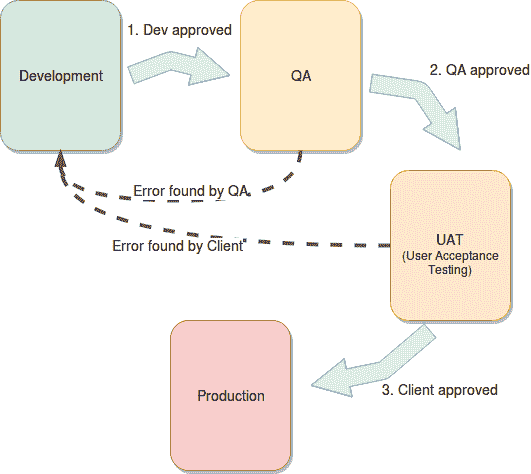 1. Dev approved
Development
QA
2. QA approved
Error found by QA
Error found by Client
UAT
(User Acceptance
Testing)
Production
3. Client approved